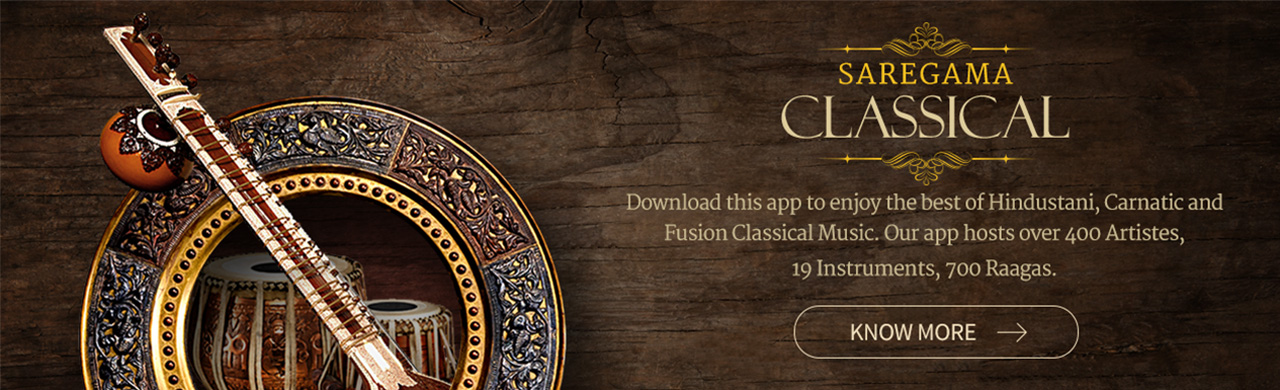 SAREGAMA
CLASSICAL
Download this app to enjoy the best of Hindustani, Carnatic and
Fusion Classical Music. Our app hosts over 400 Artistes,
19 Instruments, 700 Raagas.
KNOW MORE